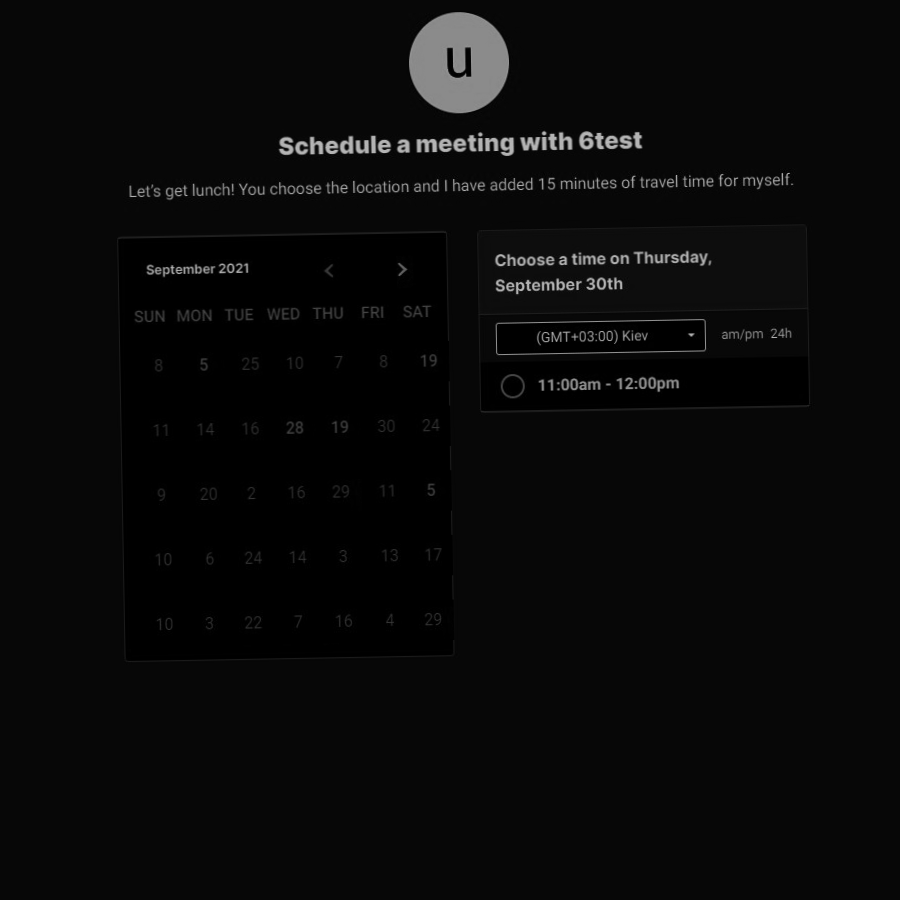 u
Schedule a meeting with 6test
Let's get lunch! You choose the location and I have added 15 minutes of travel time for myself.
September 2021
SUN MON TUE WED THU FRI SAT
8 5 25 10 7 8 19
11 14 16 28 19 30 24
9 20 2 16 29 11 5
10 6 24 14 3 13 17
10 3 22 7 16 4 29
Choose a time on Thursday,
September 30th
(GMT+03:00) Kiev am/pm 24h
11:00am - 12:00pm